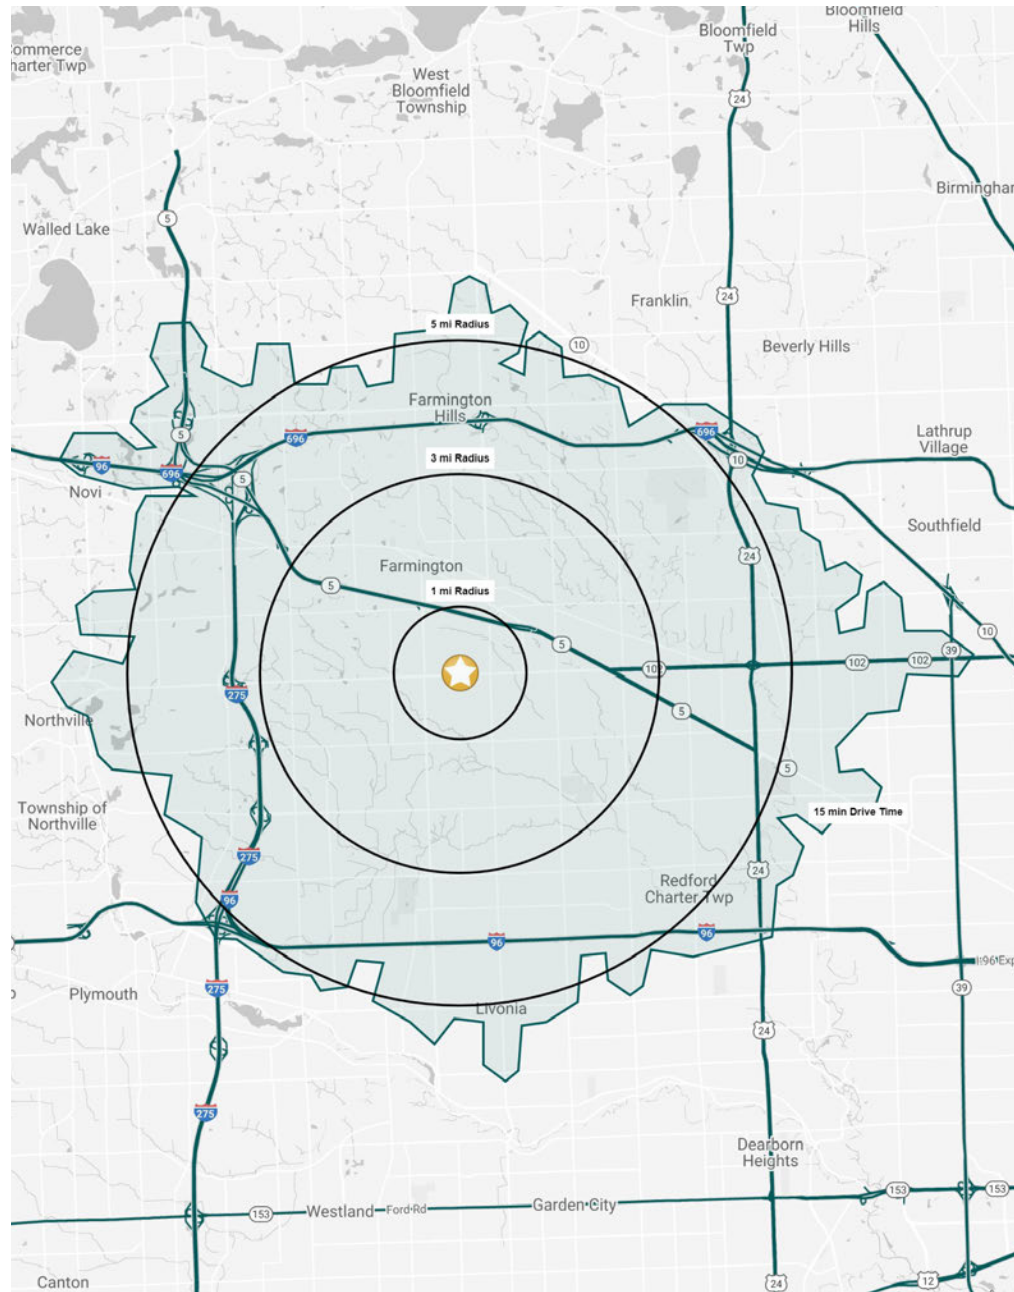 Bloomfield
Hills
Bloomfield
Twp
Commerce
Charter Twp
West
Bloomfield
Township
24
Birmingham
5
Walled Lake
24
Franklin
5 mi Radius
10
Beverly Hills
Farmington
Hills
5
696
696
Lathrup
Village
96
696
3 mi Radius
10
5
Novi
Southfield
24
Farmington
5
1 mi Radius
10
5
39
102
102
102
275
5
Northville
5
15 min Drive Time
Township of
Northville
275
24
Redford
Charter Twp
96
96
96
I-96 Exp
Plymouth
275
39
Livonia
24
275
Dearborn
Heights
153
153
153
Westland
Ford Rd
Garden City
Canton
24
12